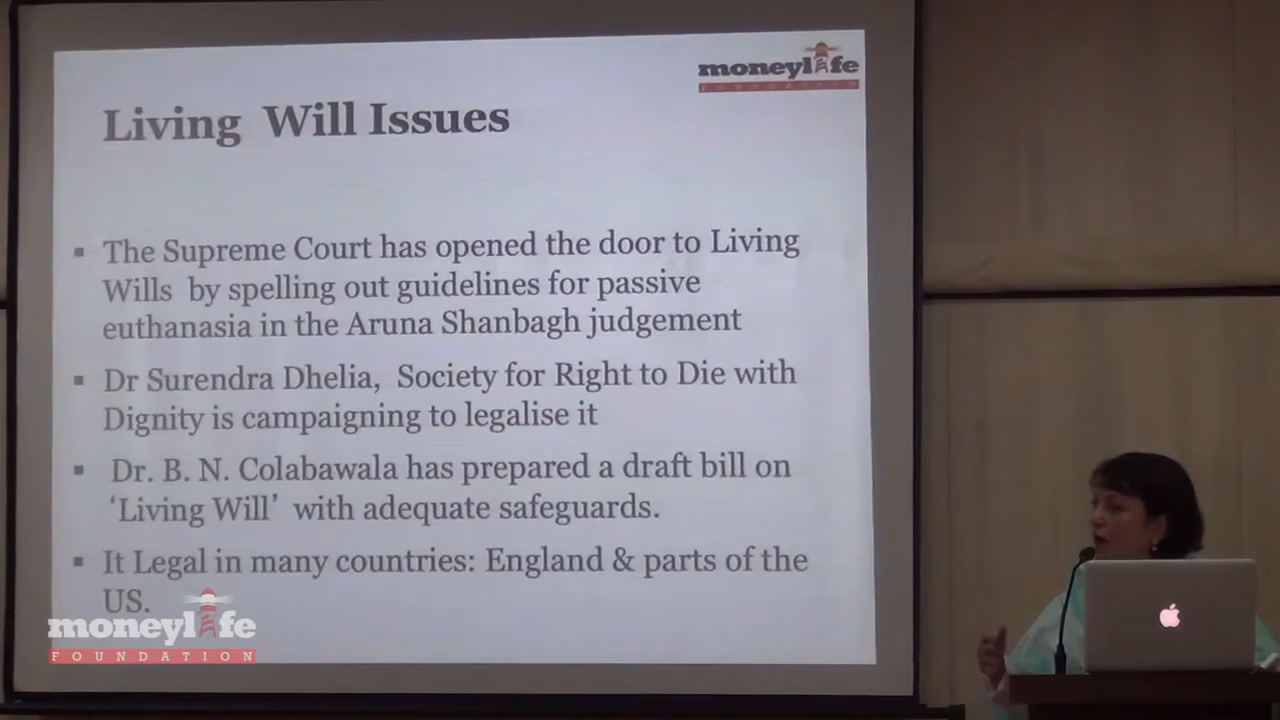 moneylife
FOUNDATION
Living Will Issues
The Supreme Court has opened the door to Living
Wills by spelling out guidelines for passive
euthanasia in the Aruna Shanbagh judgement
Dr Surendra Dhelia, Society for Right to Die with
Dignity is campaigning to legalise it
Dr. B. N. Colabawala has prepared a draft bill on
‘Living Will’ with adequate safeguards.
It Legal in many countries: England & parts of the
US.
moneylife
FOUNDATION